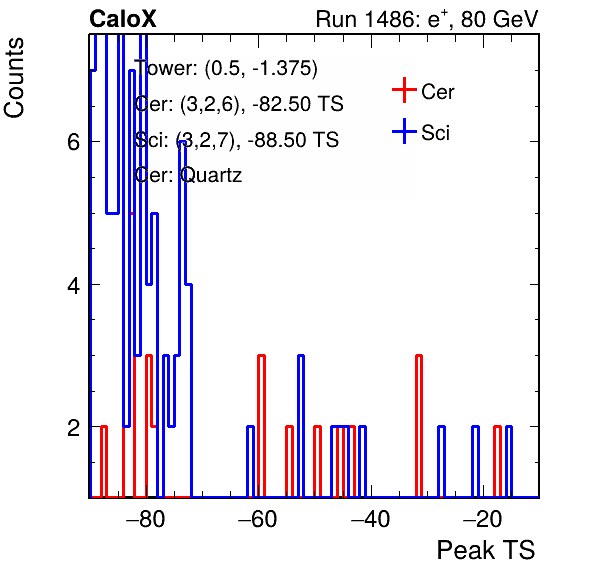 CaloX Run 1486: e⁺, 80 GeV
Counts
Tower: (0.5, -1.375)
Cer: (3,2,6), -82.50 TS
Sci: (3,2,7), -88.50 TS
Cer: Quartz
Cer
Sci
6
4
2
−80 −60 −40 −20
Peak TS